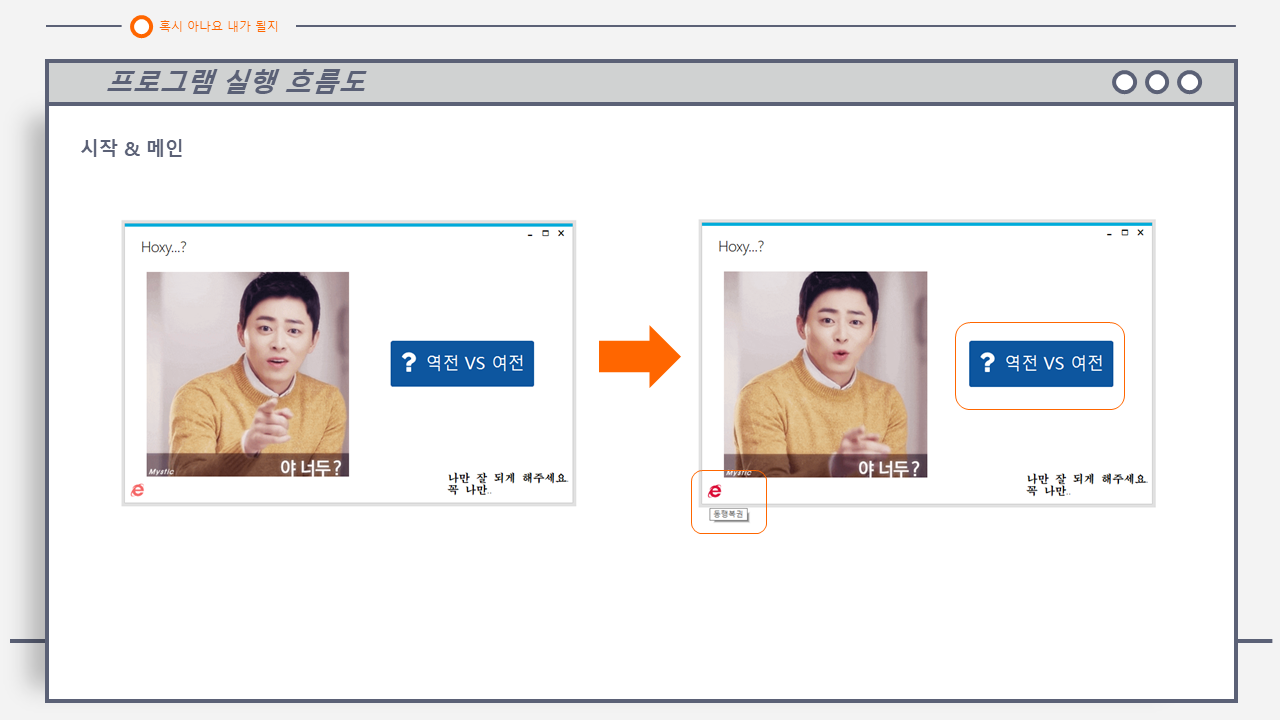 혹시 아나요 내가 될지
프로그램 실행 흐름도
시작 & 메인
Hoxy...?
? 역전 VS 여전
Mystic
야 너두?
나만 잘 되게 해주세요.
꼭 나만..
Hoxy...?
? 역전 VS 여전
Mystic
야 너두?
나만 잘 되게 해주세요.
꼭 나만..
동행복권